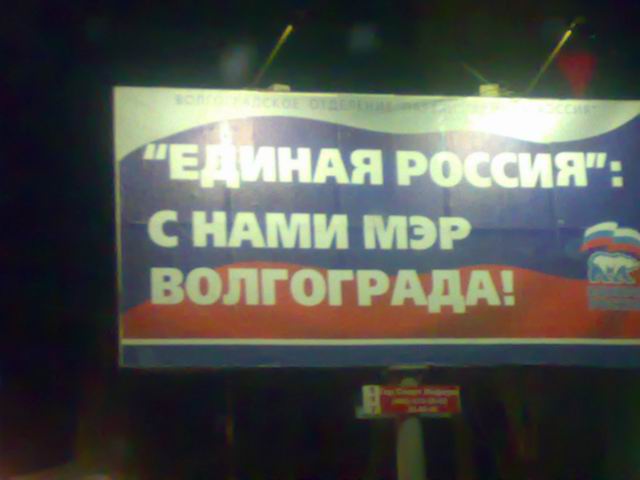 ВОЛГОГРАДСКОЕ ОТДЕЛЕНИЕ
"ЕДИНАЯ РОССИЯ":
С НАМИ МЭР
ВОЛГОГРАДА!